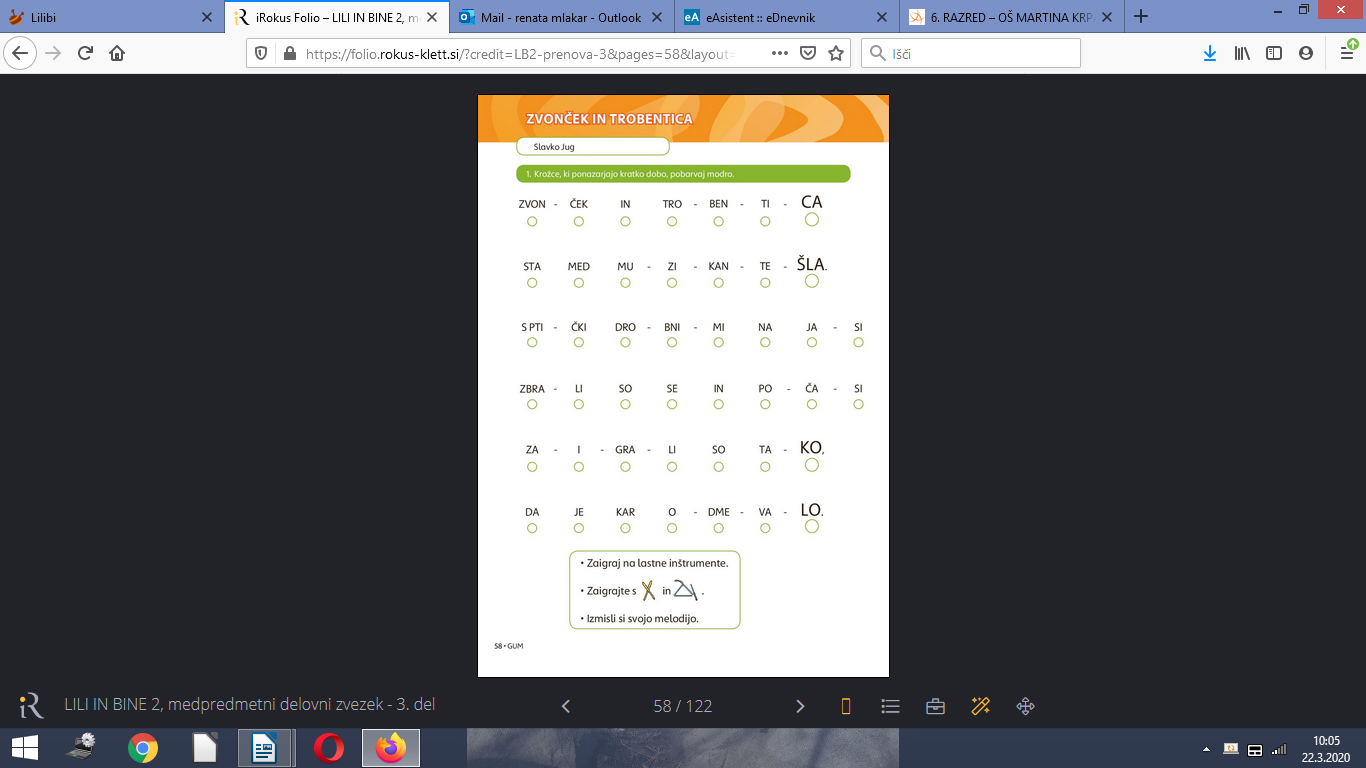 Lilibi
iRokus Folio – LILI IN BINE 2, m
Mail - renata mlakar - Outlook
eA eAsistent :: eDnevnik
6. RAZRED – OŠ MARTINA KRPA
https://folio.rokus-klett.si/?credit=LB2-prenova-3&pages=58&layout=
Išči
ZVONČEK IN TROBENTICA
Slavko Jug
1. Krožce, ki ponazarjajo kratko dobo, pobarvaj modro.
ZVON - ČEK IN TRO - BEN - TI - CA
STA MED MU - ZI - KAN - TE - ŠLA.
S PTI - ČKI DRO - BNI - MI NA JA - SI
ZBRA - LI SO SE IN PO - ČA - SI
ZA - I - GRA - LI SO TA - KO,
DA JE KAR O - DME - VA - LO.
• Zaigraj na lastne inštrumente.
• Zaigrajte s in .
• Izmisli si svojo melodijo.
58 • GUM
iR LILI IN BINE 2, medpredmetni delovni zvezek - 3. del
58 / 122
10:05
22.3.2020